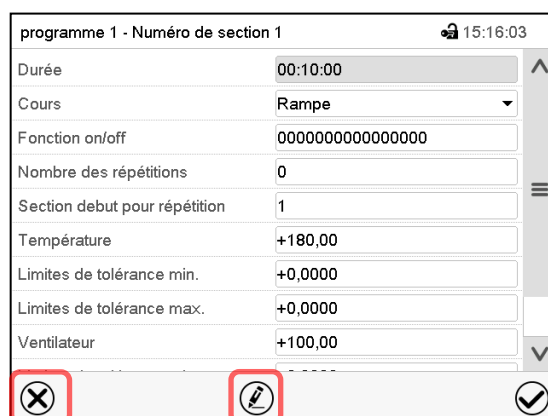 programme 1 - Numéro de section 1 15:16:03
Durée 00:10:00
Cours Rampe
Fonction on/off 0000000000000000
Nombre des répétitions 0
Section debut pour répétition 1
Température +180,00
Limites de tolérance min. +0,0000
Limites de tolérance max. +0,0000
Ventilateur +100,00